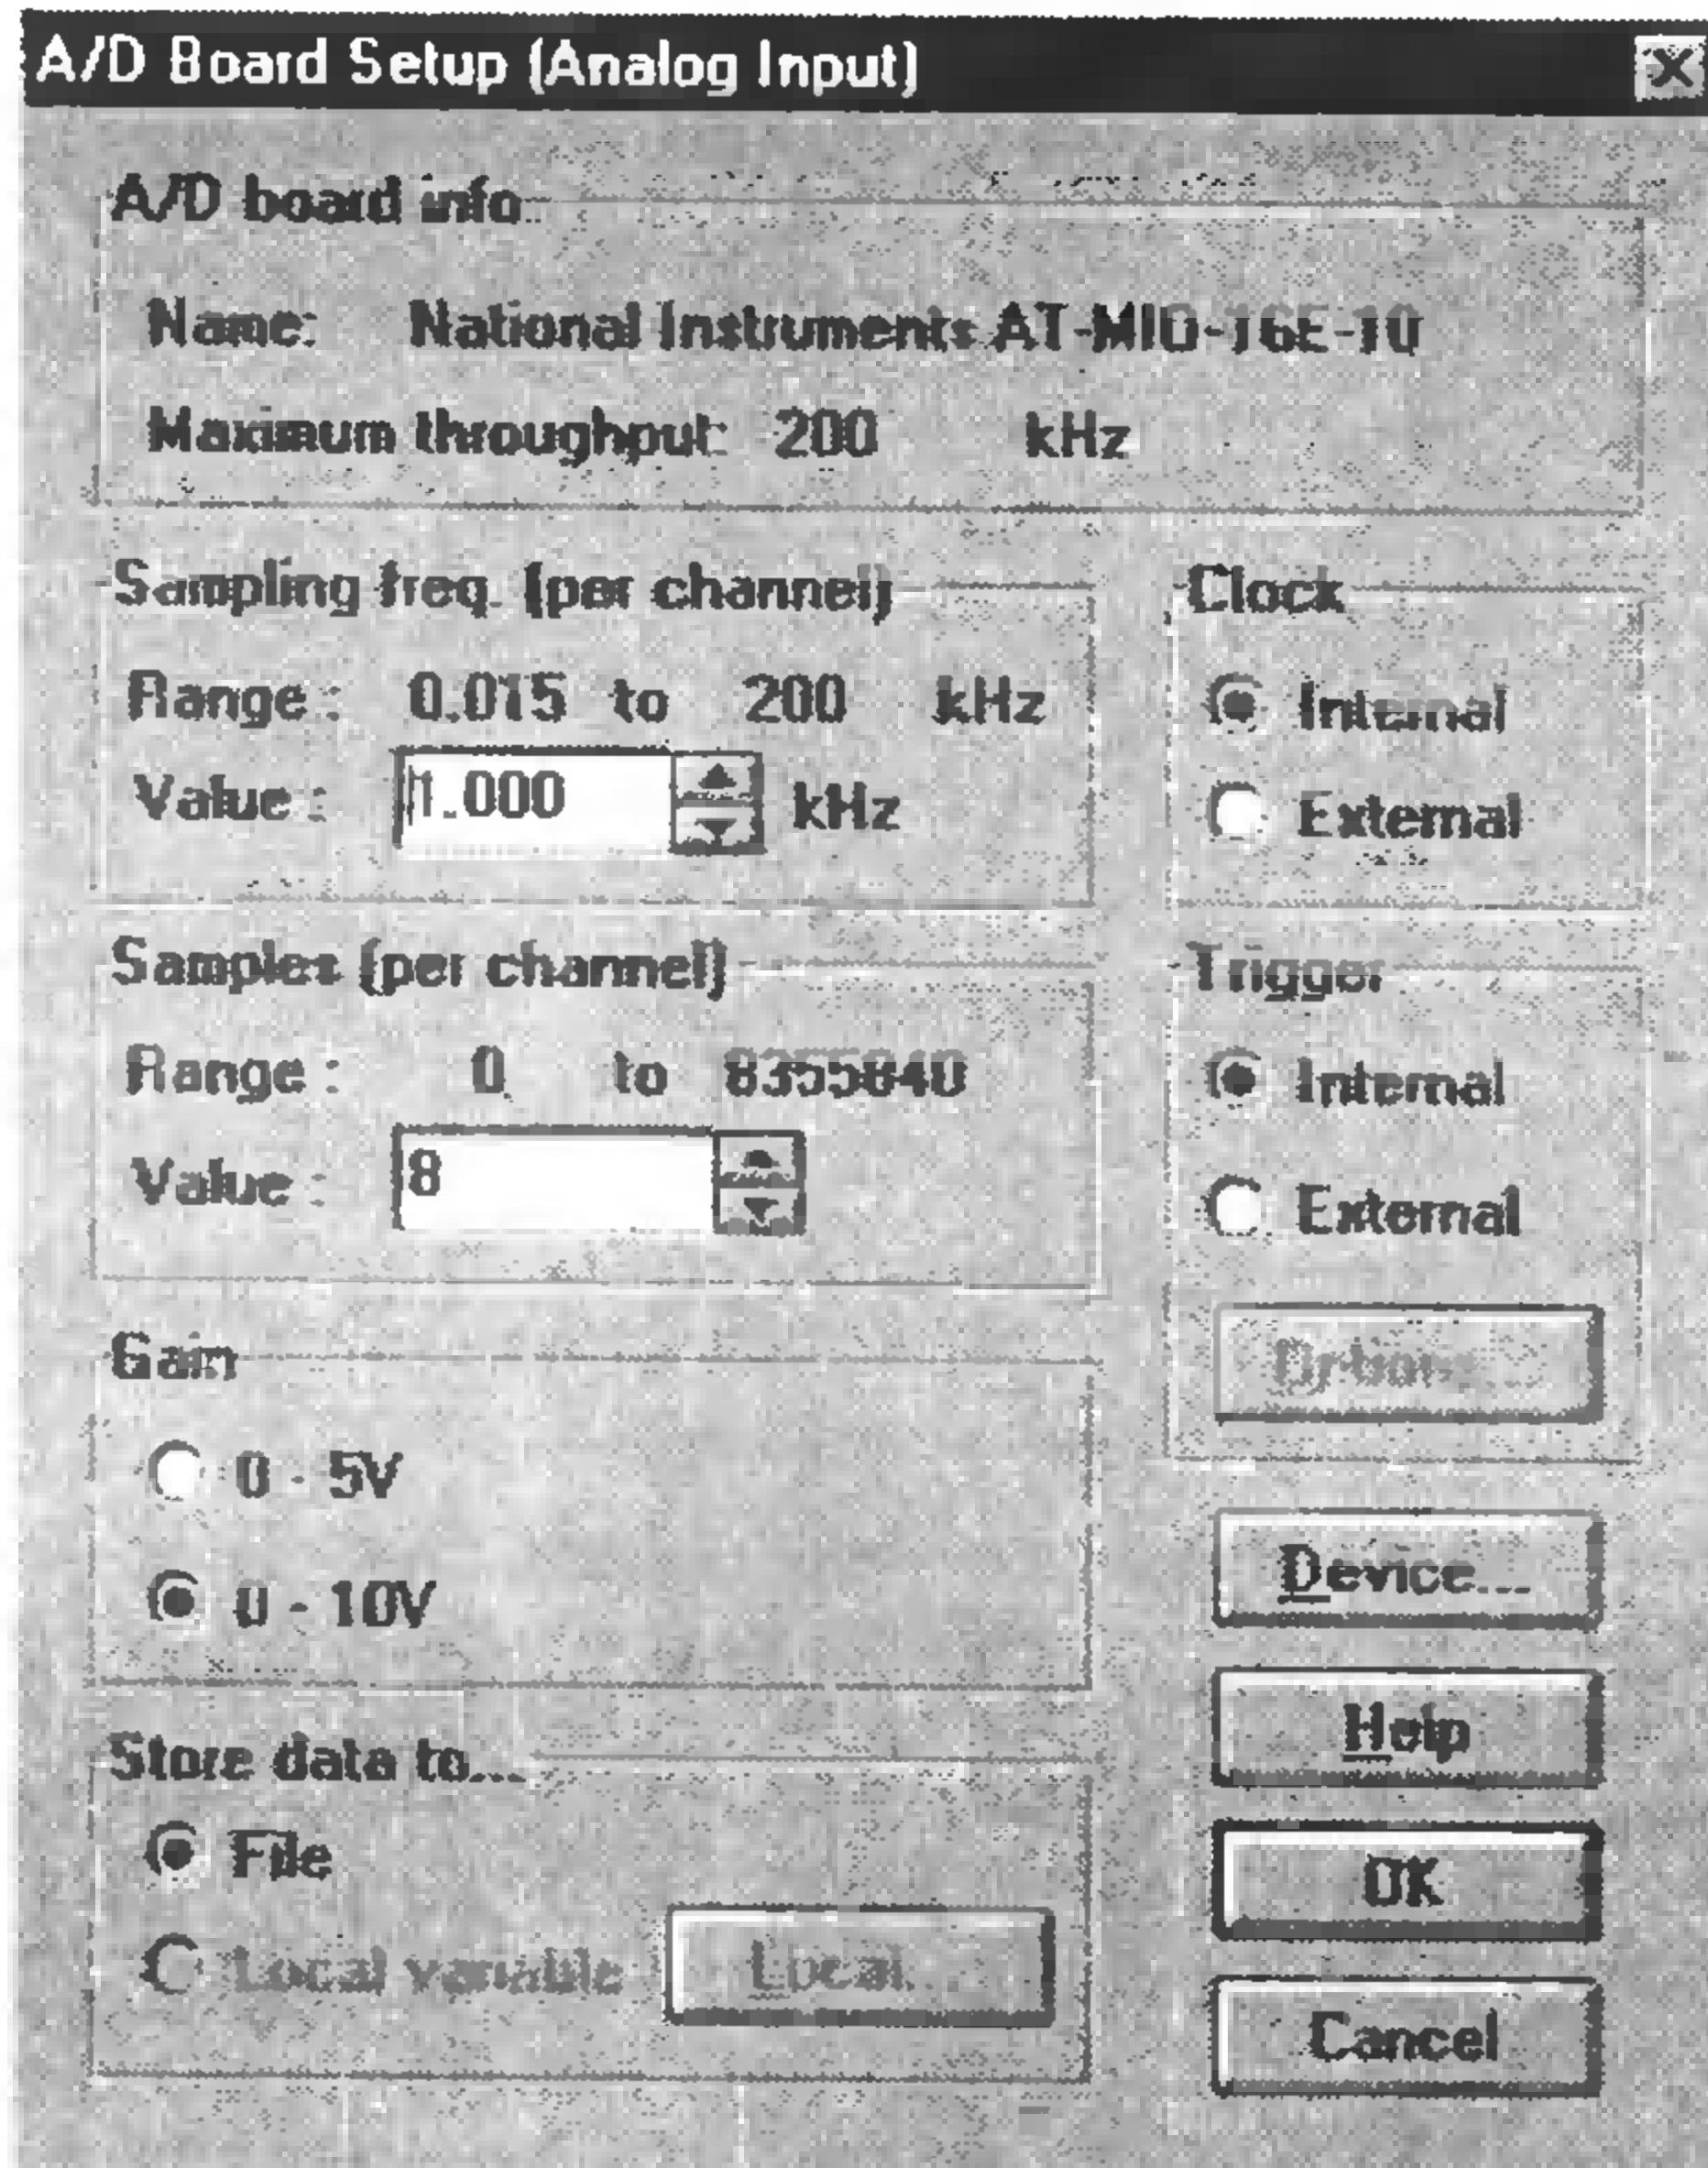 A/D Board Setup (Analog Input)
A/D board info
Name: National Instruments AT-MIO-16E-10
Maximum throughput: 200 kHz
Sampling freq. (per channel)
Range : 0.015 to 200 kHz
Value : 1.000 kHz
Clock
Internal
External
Samples (per channel)
Range : 0 to 8355840
Value : 8
Trigger
Internal
External
Options...
Gain
0 - 5V
0 - 10V
Device...
Help
Store data to...
File
Local variable
Local...
OK
Cancel